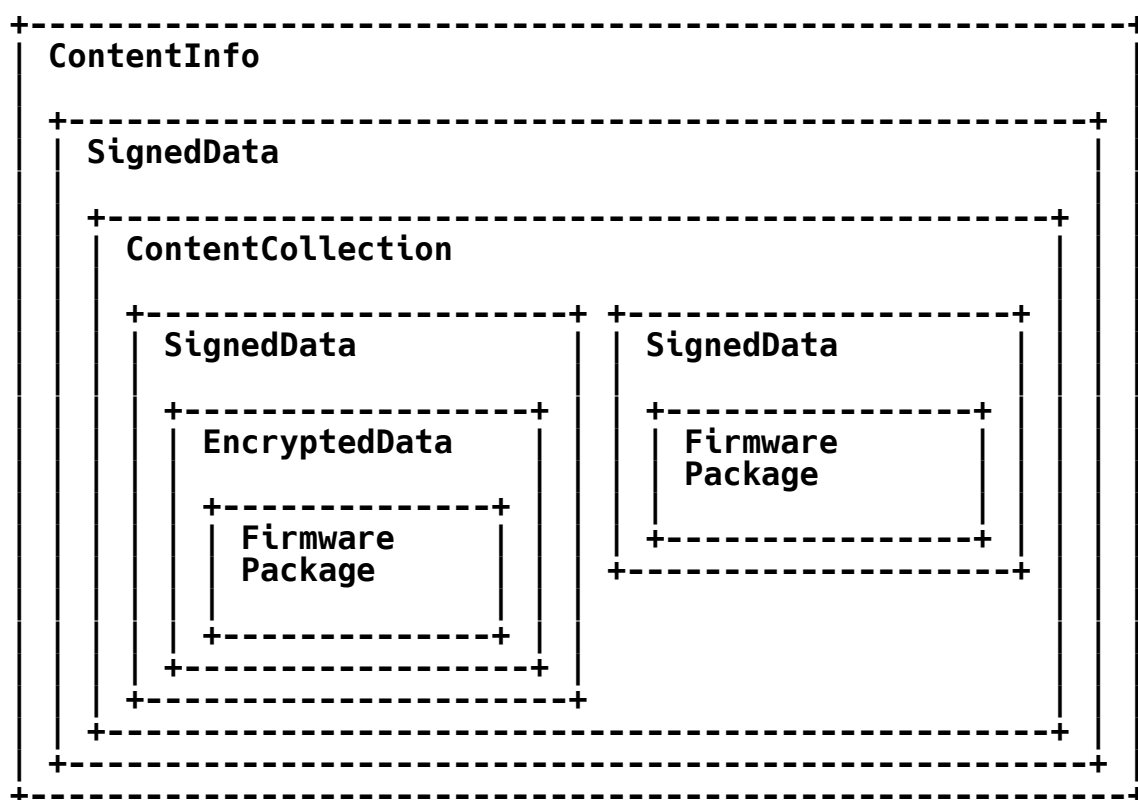 ContentInfo
SignedData
ContentCollection
SignedData SignedData
EncryptedData Firmware
Package
Firmware
Package